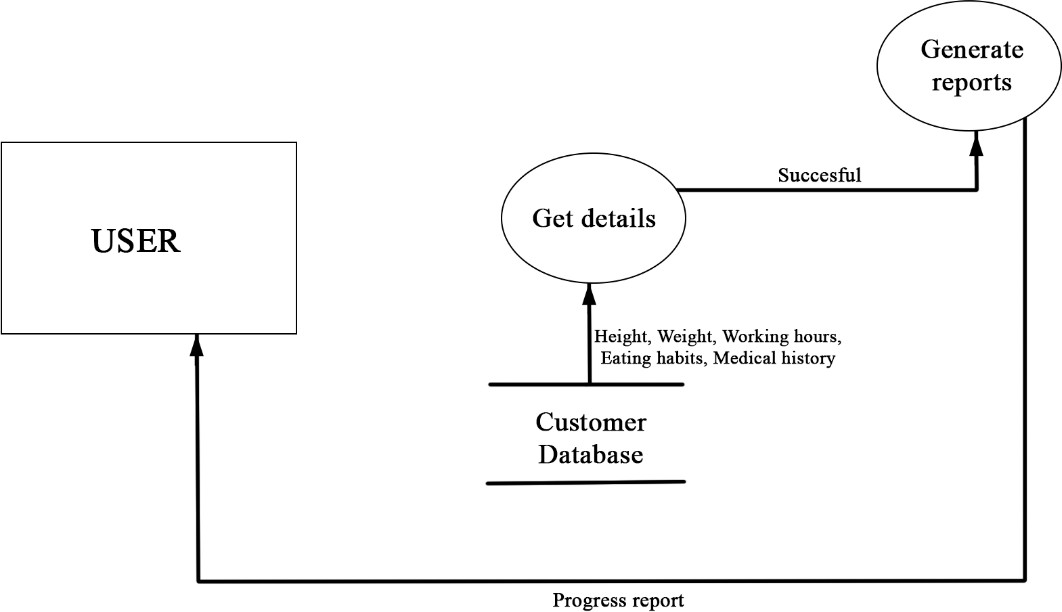 Generate
reports
Succesful
USER
Get details
Height, Weight, Working hours,
Eating habits, Medical history
Customer
Database
Progress report